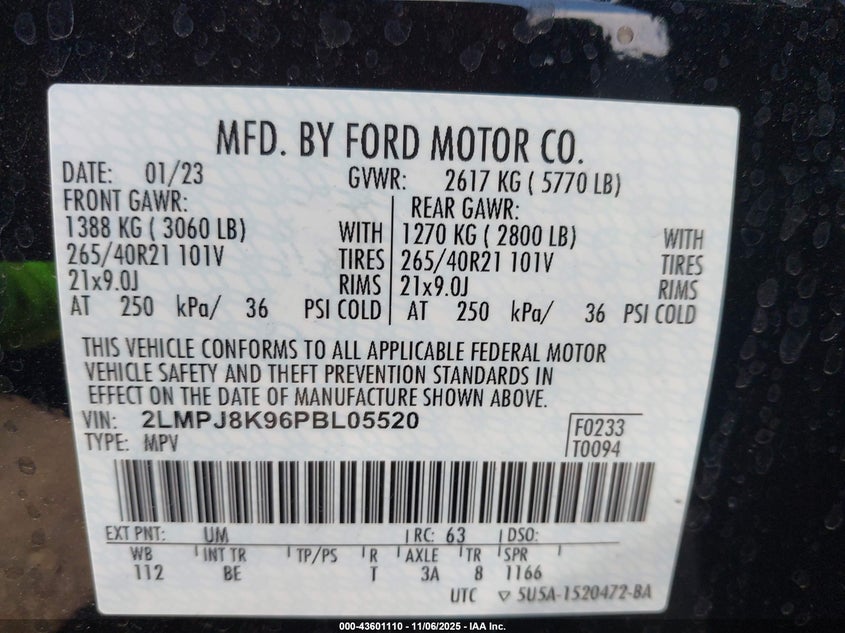 MFD. BY FORD MOTOR CO.
DATE: 01/23 GVWR: 2617 KG ( 5770 LB)
FRONT GAWR: REAR GAWR:
1388 KG ( 3060 LB) WITH 1270 KG ( 2800 LB) WITH
265/40R21 101V TIRES 265/40R21 101V TIRES
21x9.0J RIMS 21x9.0J RIMS
AT 250 kPa/ 36 PSI COLD AT 250 kPa/ 36 PSI COLD
THIS VEHICLE CONFORMS TO ALL APPLICABLE FEDERAL MOTOR
VEHICLE SAFETY AND THEFT PREVENTION STANDARDS IN
EFFECT ON THE DATE OF MANUFACTURE SHOWN ABOVE.
VIN: 2LMPJ8K96PBL05520 F0233
TYPE: MPV T0094
EXT PNT: UM RC: 63 DSO:
WB INT TR TP/PS R AXLE TR SPR
112 BE T 3A 8 1166
UTC ▽ 5U5A-1520472-BA
000-43601110 | 11/06/2025 - IAA Inc.